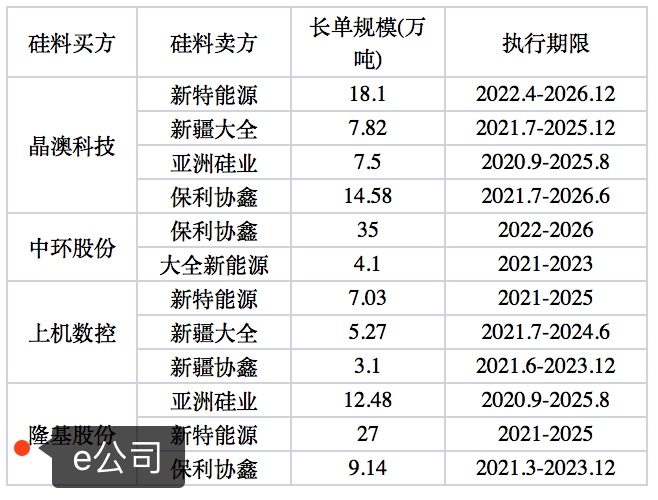 硅料买方 硅料卖方 长单规模(万吨) 执行期限
晶澳科技 新特能源 18.1 2022.4-2026.12
新疆大全 7.82 2021.7-2025.12
亚洲硅业 7.5 2020.9-2025.8
保利协鑫 14.58 2021.7-2026.6
中环股份 保利协鑫 35 2022-2026
大全新能源 4.1 2021-2023
上机数控 新特能源 7.03 2021-2025
新疆大全 5.27 2021.7-2024.6
新疆协鑫 3.1 2021.6-2023.12
隆基股份 亚洲硅业 12.48 2020.9-2025.8
新特能源 27 2021-2025
保利协鑫 9.14 2021.3-2023.12
e公司